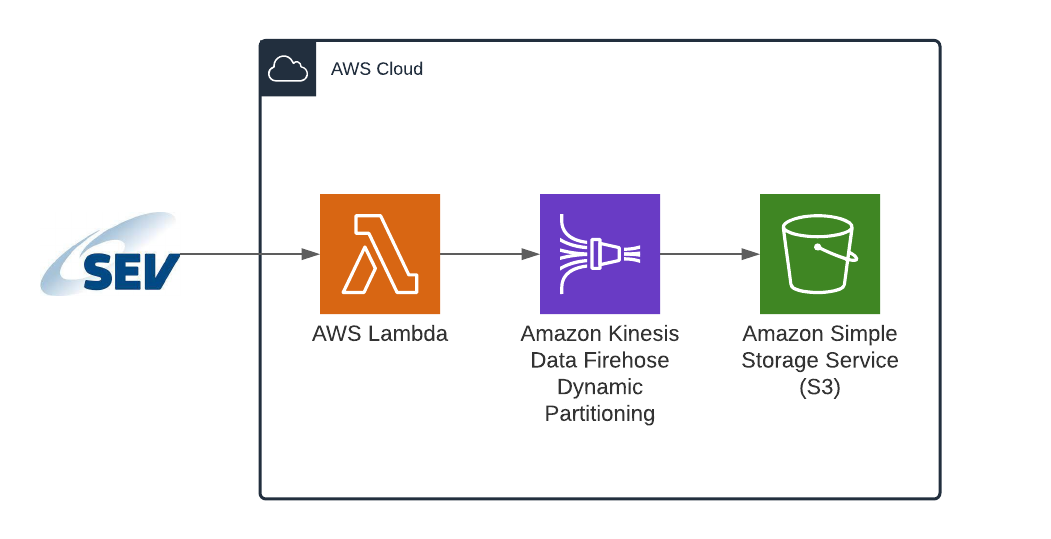 AWS Cloud
SEV
AWS Lambda
Amazon Kinesis
Data Firehose
Dynamic
Partitioning
Amazon Simple
Storage Service
(S3)